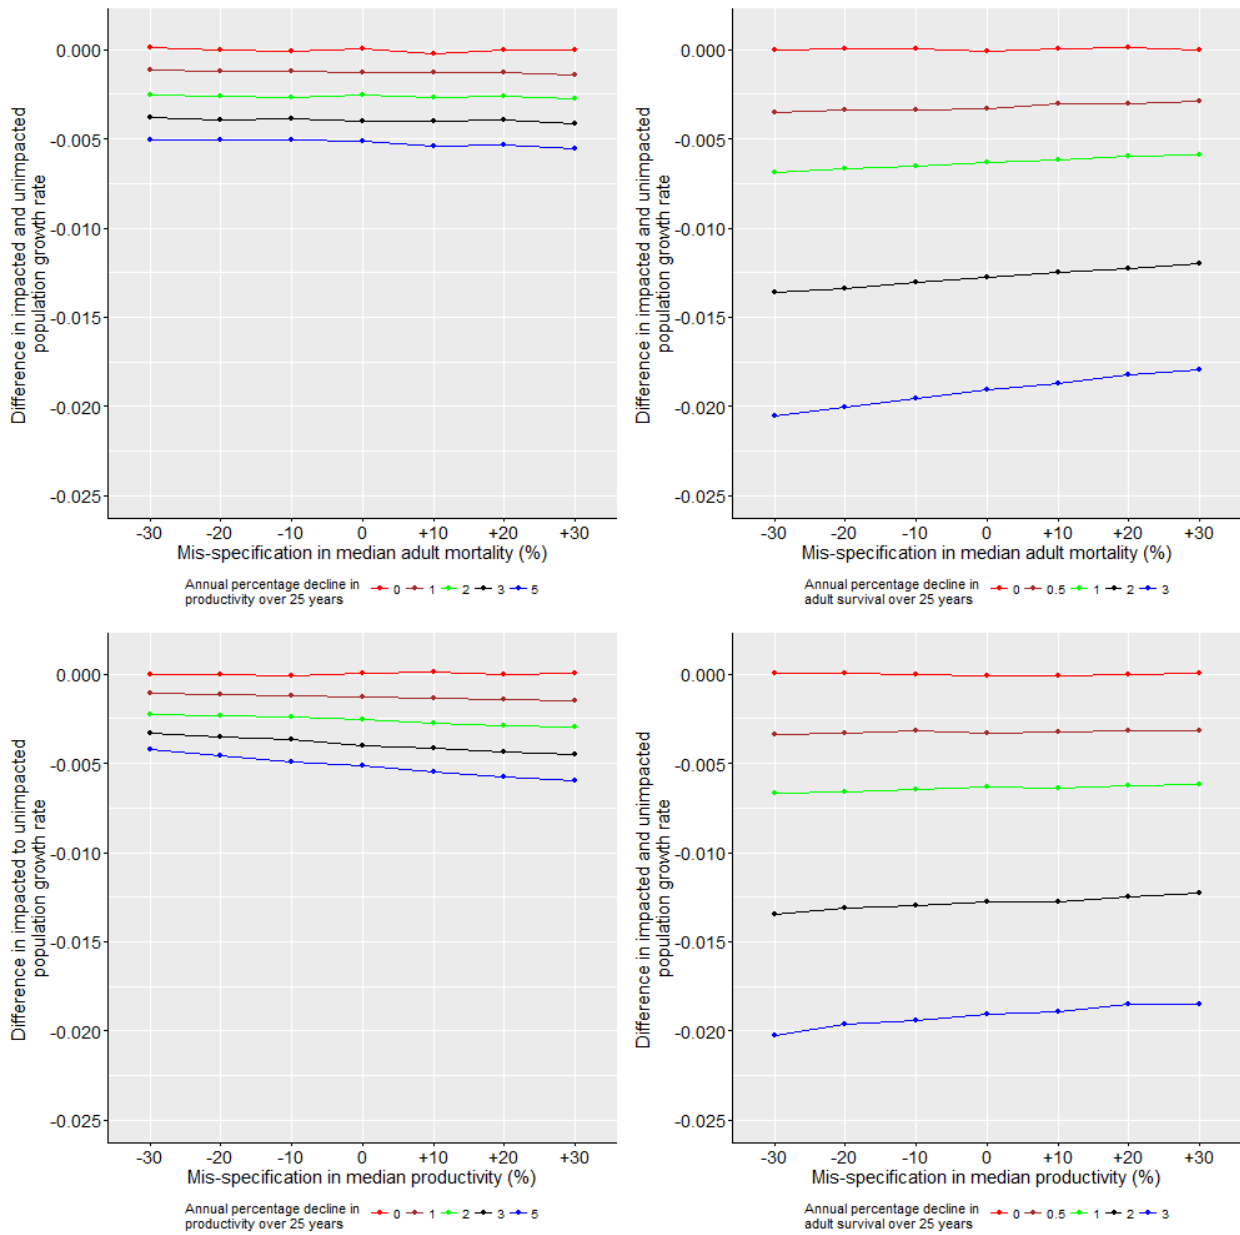 Difference in impacted and unimpacted
population growth rate
0.000
-0.005
-0.010
-0.015
-0.020
-0.025
-30 -20 -10 0 +10 +20 +30
Mis-specification in median adult mortality (%)
Annual percentage decline in
productivity over 25 years
0 1 2 3 5
Difference in impacted and unimpacted
population growth rate
0.000
-0.005
-0.010
-0.015
-0.020
-0.025
-30 -20 -10 0 +10 +20 +30
Mis-specification in median adult mortality (%)
Annual percentage decline in
adult survival over 25 years
0 0.5 1 2 3
Difference in impacted to unimpacted
population growth rate
0.000
-0.005
-0.010
-0.015
-0.020
-0.025
-30 -20 -10 0 +10 +20 +30
Mis-specification in median productivity (%)
Annual percentage decline in
productivity over 25 years
0 1 2 3 5
Difference in impacted and unimpacted
population growth rate
0.000
-0.005
-0.010
-0.015
-0.020
-0.025
-30 -20 -10 0 +10 +20 +30
Mis-specification in median productivity (%)
Annual percentage decline in
adult survival over 25 years
0 0.5 1 2 3